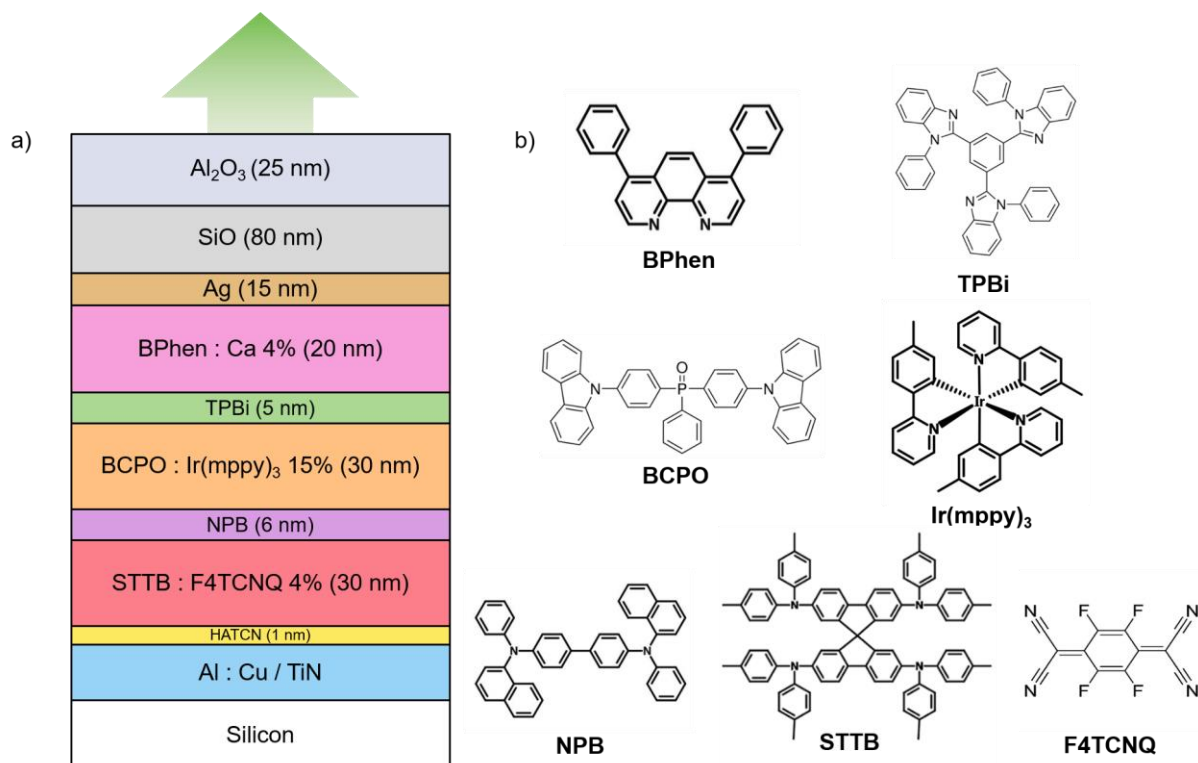 a)
Al₂O₃ (25 nm)
SiO (80 nm)
Ag (15 nm)
BPhen : Ca 4% (20 nm)
TPBi (5 nm)
BCPO : Ir(mppy)₃ 15% (30 nm)
NPB (6 nm)
STTB : F4TCNQ 4% (30 nm)
HATCN (1 nm)
Al : Cu / TiN
Silicon
b)
N N
BPhen
N N
N N
N N
TPBi
O
N P N
BCPO
N
Ir
N N
Ir(mppy)₃
N N
NPB
N N
N N
STTB
N F F N
N F F N
F4TCNQ